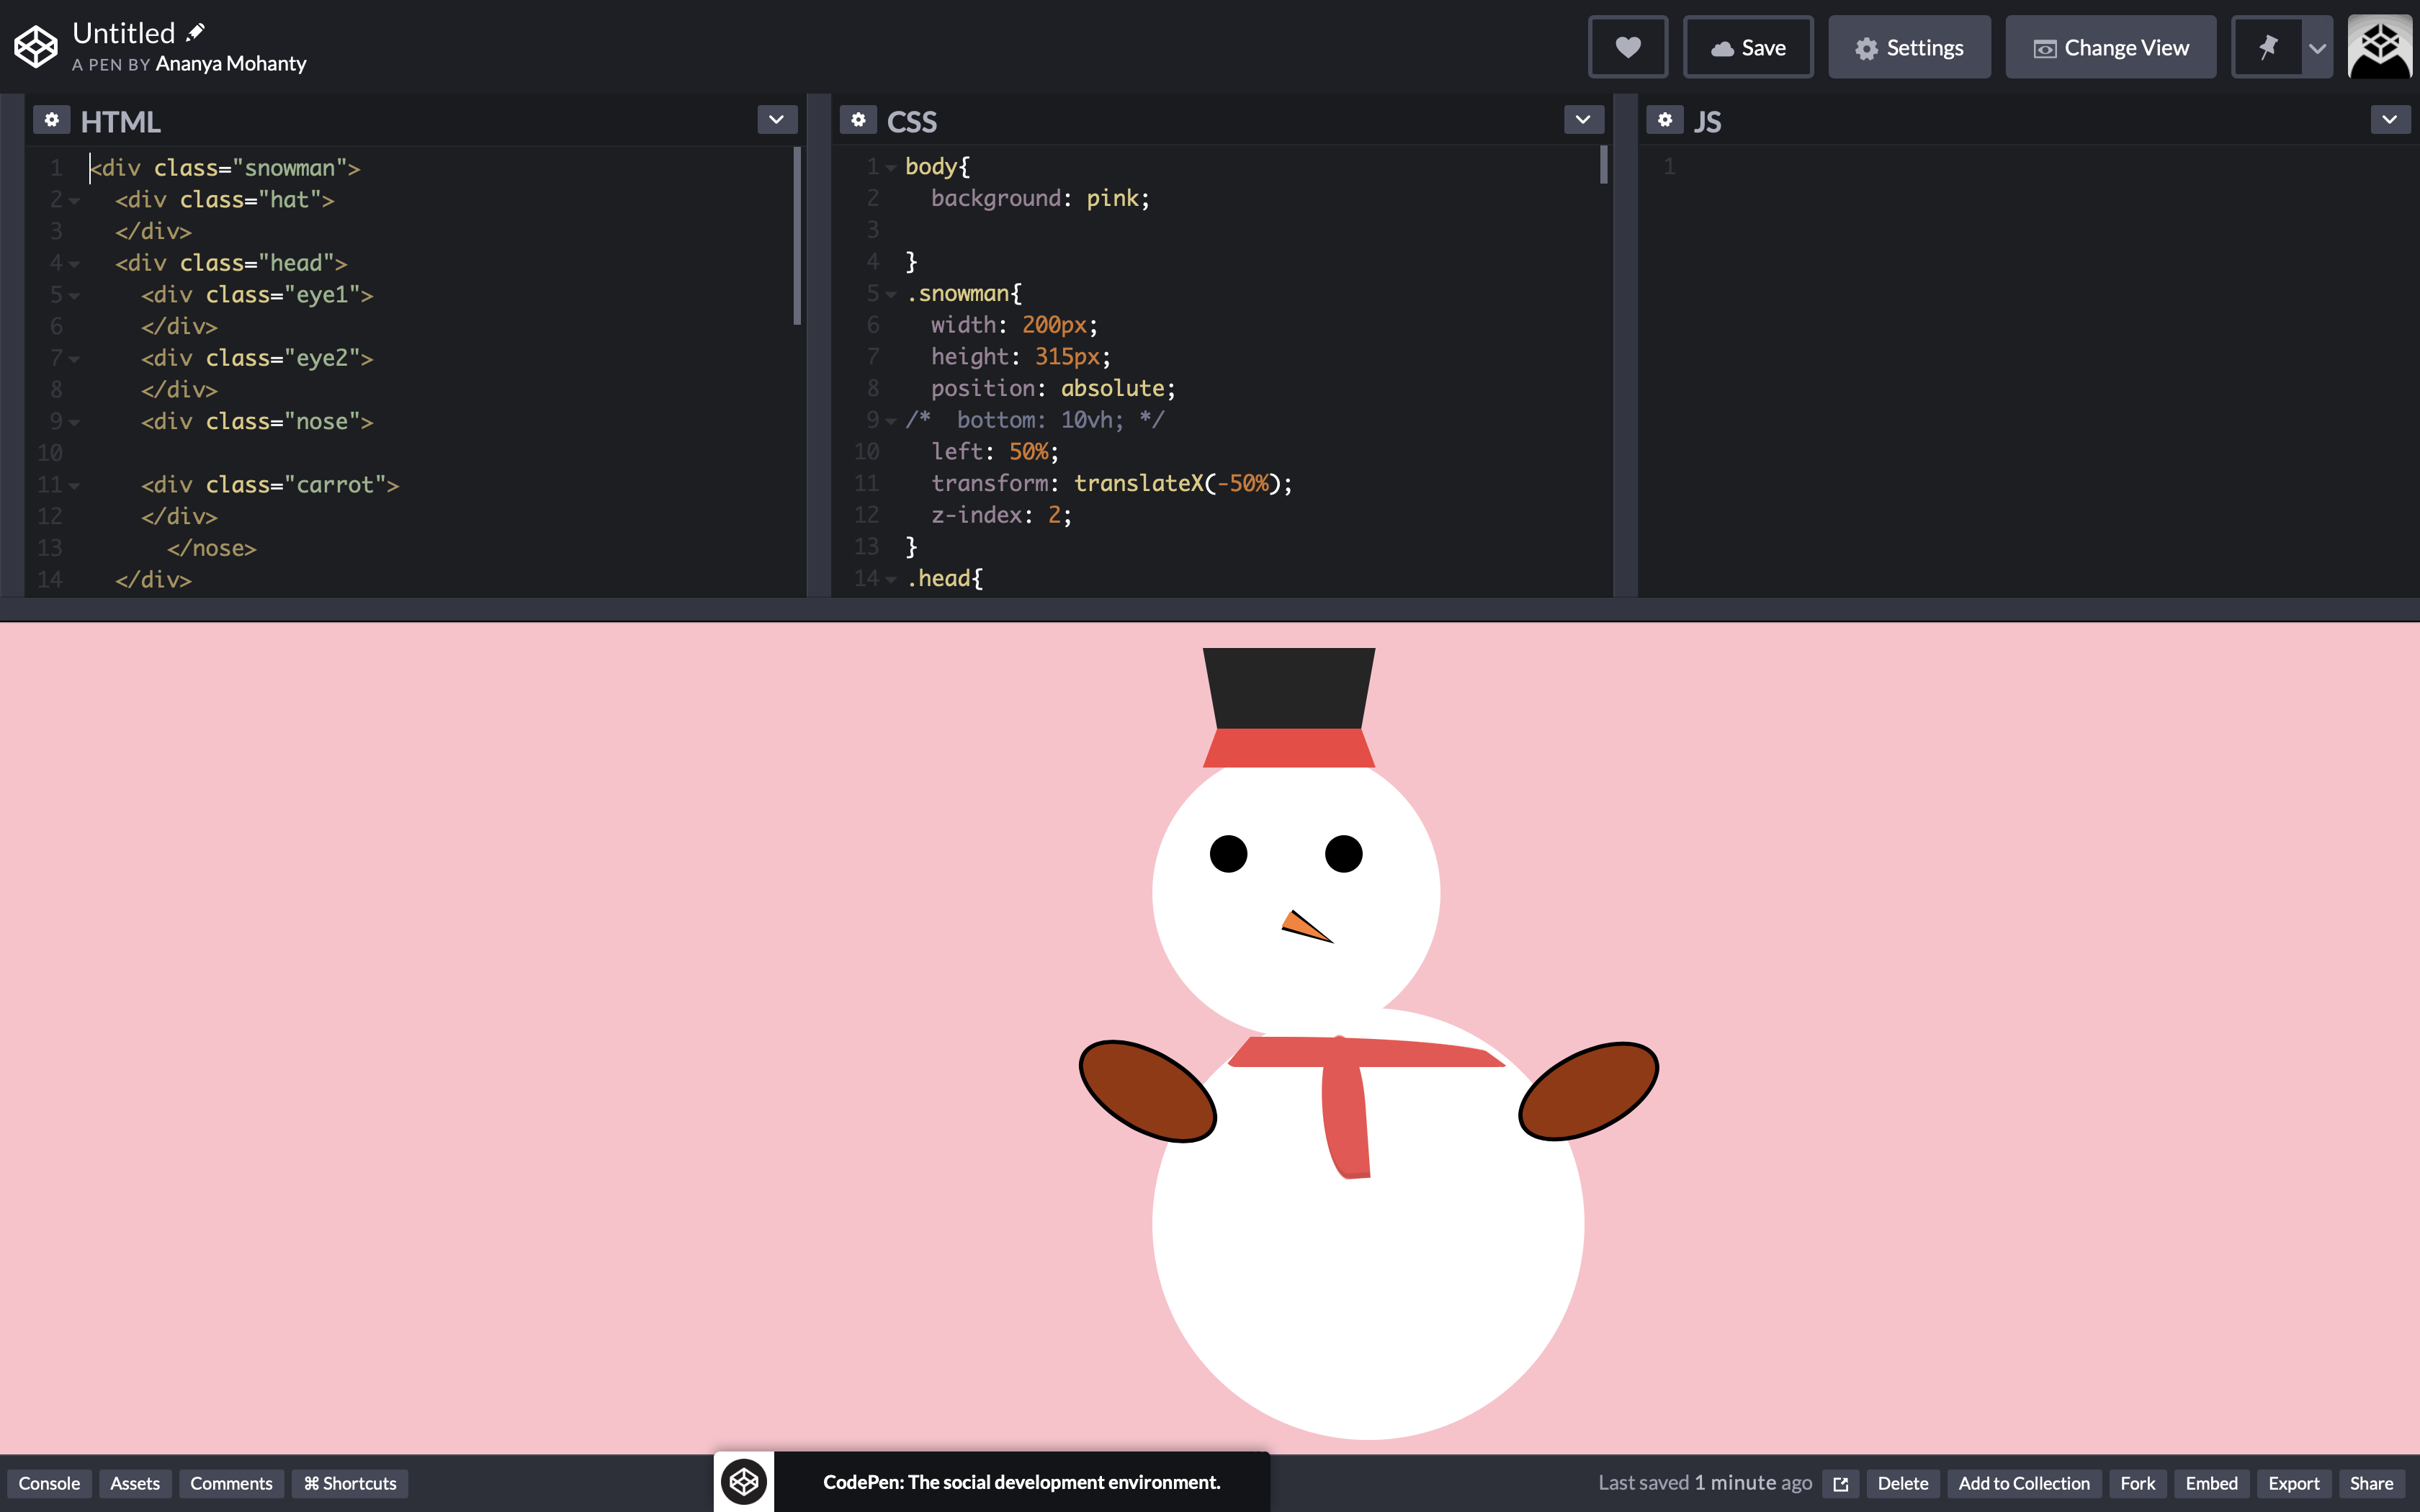 Untitled
A PEN BY Ananya Mohanty
Save
Settings
Change View
HTML
CSS
JS
1 <div class="snowman">
2 <div class="hat">
3 </div>
4 <div class="head">
5 <div class="eye1">
6 </div>
7 <div class="eye2">
8 </div>
9 <div class="nose">
10
11 <div class="carrot">
12 </div>
13 </nose>
14 </div>
1 body{
2 background: pink;
3
4 }
5 .snowman{
6 width: 200px;
7 height: 315px;
8 position: absolute;
9 /*  bottom: 10vh; */
10 left: 50%;
11 transform: translateX(-50%);
12 z-index: 2;
13 }
14 .head{
1
Console
Assets
Comments
⌘ Shortcuts
CodePen: The social development environment.
Last saved 1 minute ago
Delete
Add to Collection
Fork
Embed
Export
Share